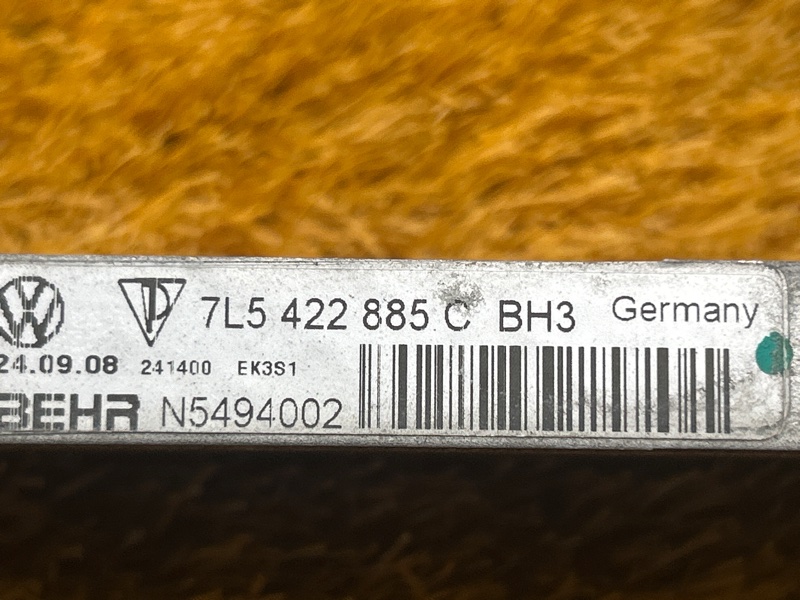 7L5 422 885 C BH3 Germany
24.09.08 241400 EK3S1
BEHR N5494002